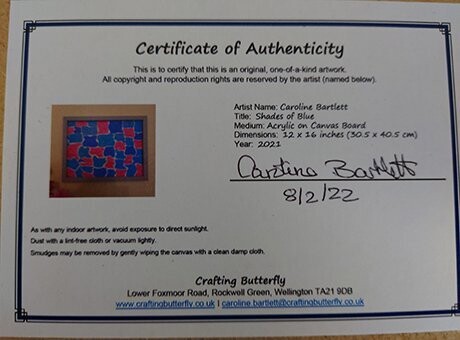 Certificate of Authenticity
This is to certify that this is an original, one-of-a-kind artwork.
All copyright and reproduction rights are reserved by the artist (named below).
Artist Name: Caroline Bartlett
Title: Shades of Blue
Medium: Acrylic on Canvas Board
Dimensions: 12 x 16 inches (30.5 x 40.5 cm)
Year: 2021
Caroline Bartlett
8/2/22
As with any indoor artwork, avoid exposure to direct sunlight.
Dust with a lint-free cloth or vacuum lightly.
Smudges may be removed by gently wiping the canvas with a clean damp cloth.
Crafting Butterfly
Lower Foxmoor Road, Rockwell Green, Wellington TA21 9DB
www.craftingbutterfly.co.uk | caroline.bartlett@craftingbutterfly.co.uk